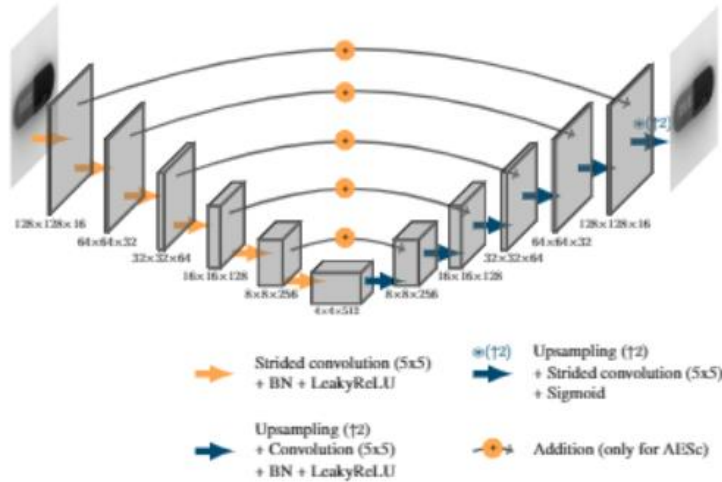 ⊛(↑2)
128×128×16
64×64×32
32×32×64
16×16×128
8×8×256
4×4×512
8×8×256
16×16×128
32×32×64
64×64×32
128×128×16
Strided convolution (5x5)
+ BN + LeakyReLU
Upsampling (↑2)
+ Convolution (5x5)
+ BN + LeakyReLU
⊛(↑2)
Upsampling (↑2)
+ Strided convolution (5x5)
+ Sigmoid
Addition (only for AESc)